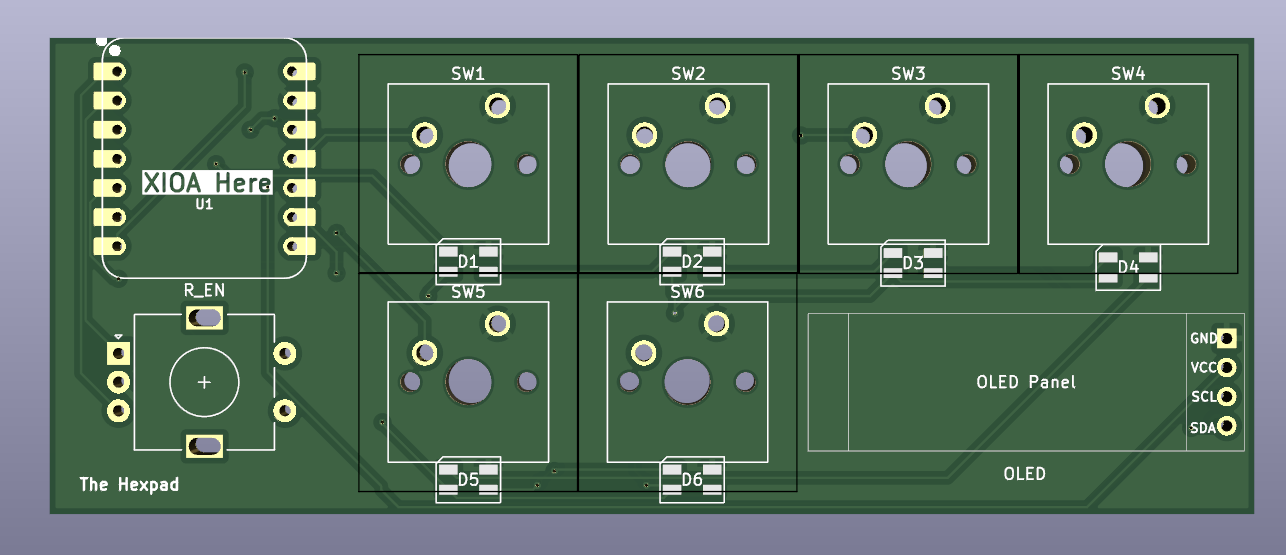 SW1
SW2
SW3
SW4
XIOA Here
U1
D1
D2
D3
D4
R_EN
SW5
SW6
GND
VCC
SCL
SDA
OLED Panel
OLED
D5
D6
The Hexpad